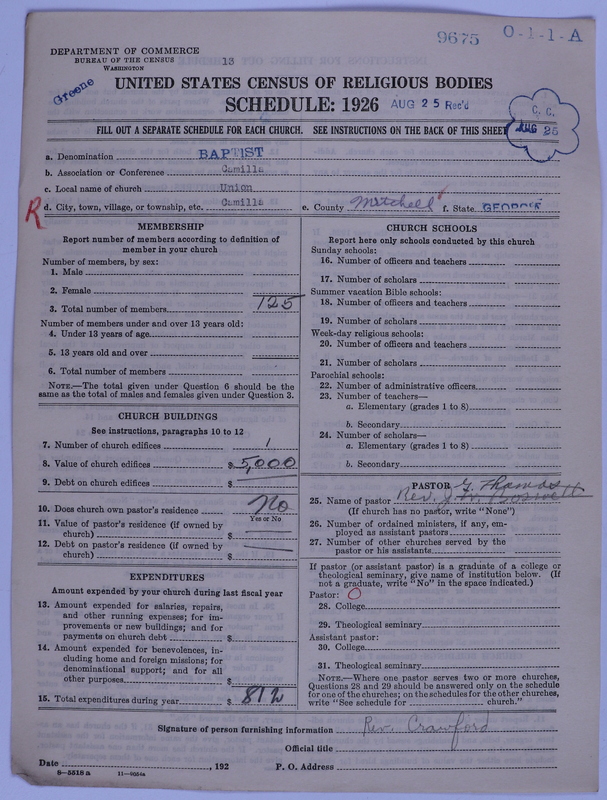 9675 O-1-1-A
DEPARTMENT OF COMMERCE
BUREAU OF THE CENSUS
WASHINGTON
13
Greene
UNITED STATES CENSUS OF RELIGIOUS BODIES
SCHEDULE: 1926 AUG 25 Rec'd
C. C.
AUG 25
FILL OUT A SEPARATE SCHEDULE FOR EACH CHURCH. SEE INSTRUCTIONS ON THE BACK OF THIS SHEET
a. Denomination BAPTIST
b. Association or Conference Camilla
c. Local name of church Union
R d. City, town, village, or township, etc. Camilla e. County Mitchell f. State GEORGIA
MEMBERSHIP
Report number of members according to definition of
member in your church
Number of members, by sex:
1. Male
2. Female
3. Total number of members 125
Number of members under and over 13 years old:
4. Under 13 years of age
5. 13 years old and over
6. Total number of members
NOTE.—The total given under Question 6 should be the
same as the total of males and females given under Question 3.
CHURCH BUILDINGS
See instructions, paragraphs 10 to 12
7. Number of church edifices 1
8. Value of church edifices $ 5,000
9. Debt on church edifices $
10. Does church own pastor's residence No
Yes or No
11. Value of pastor's residence (if owned by
church) $
12. Debt on pastor's residence (if owned by
church) $
EXPENDITURES
Amount expended by your church during last fiscal year
13. Amount expended for salaries, repairs,
and other running expenses; for im-
provements or new buildings; and for
payments on church debt $
14. Amount expended for benevolences, in-
cluding home and foreign missions; for
denominational support; and for all
other purposes $
15. Total expenditures during year $ 812
CHURCH SCHOOLS
Report here only schools conducted by this church
Sunday schools:
16. Number of officers and teachers
17. Number of scholars
Summer vacation Bible schools:
18. Number of officers and teachers
19. Number of scholars
Week-day religious schools:
20. Number of officers and teachers
21. Number of scholars
Parochial schools:
22. Number of administrative officers
23. Number of teachers—
a. Elementary (grades 1 to 8)
b. Secondary
24. Number of scholars—
a. Elementary (grades 1 to 8)
b. Secondary
PASTOR G. Thomas
25. Name of pastor Rev. J. W. Boswell
(If church has no pastor, write "None")
26. Number of ordained ministers, if any, em-
ployed as assistant pastors
27. Number of other churches served by the
pastor or his assistants
If pastor (or assistant pastor) is a graduate of a college or
theological seminary, give name of institution below. (If
not a graduate, write "No" in the space indicated.)
Pastor: O
28. College
29. Theological seminary
Assistant pastor:
30. College
31. Theological seminary
NOTE.—Where one pastor serves two or more churches,
Questions 28 and 29 should be answered only on the schedule
for one of the churches; on the schedules for the other churches,
write "See schedule for church."
Signature of person furnishing information Rev. Crawford
Official title
Date , 192 P. O. Address
8-5518 a 11-9054a